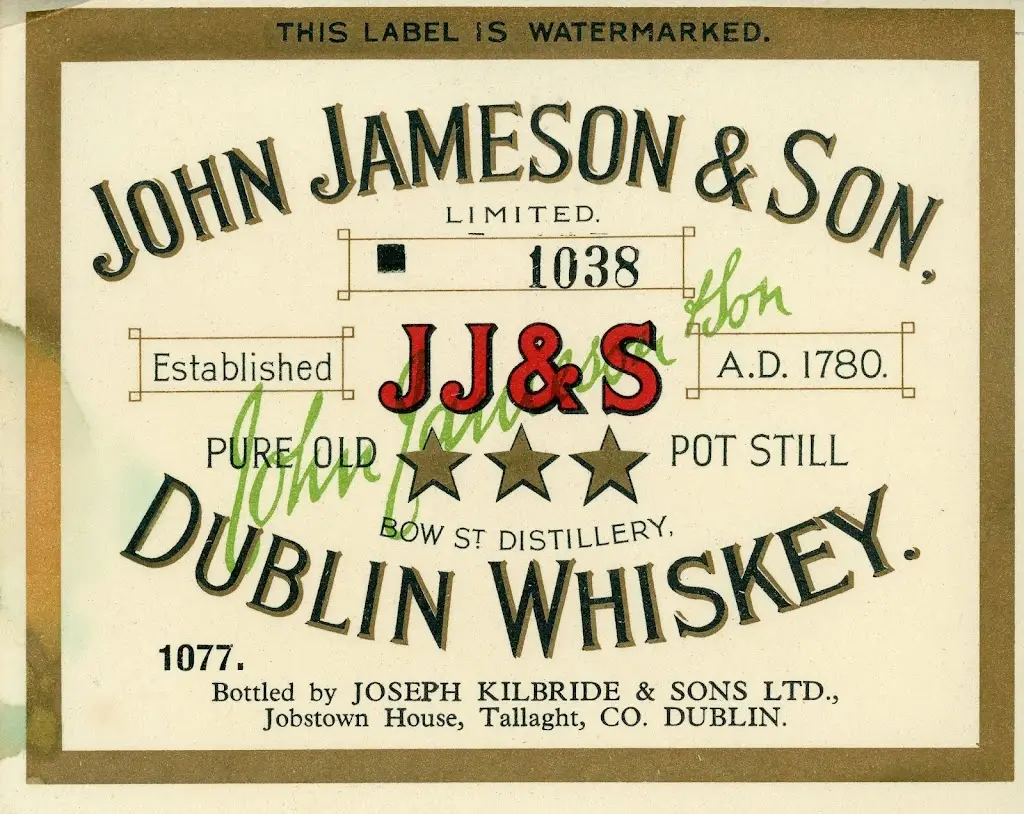 THIS LABEL IS WATERMARKED.
JOHN JAMESON & SON,
LIMITED.
1038
Established JJ&S A.D. 1780.
John Jameson & Son
PURE OLD POT STILL
BOW ST. DISTILLERY,
DUBLIN WHISKEY.
1077.
Bottled by JOSEPH KILBRIDE & SONS LTD.,
Jobstown House, Tallaght, CO. DUBLIN.